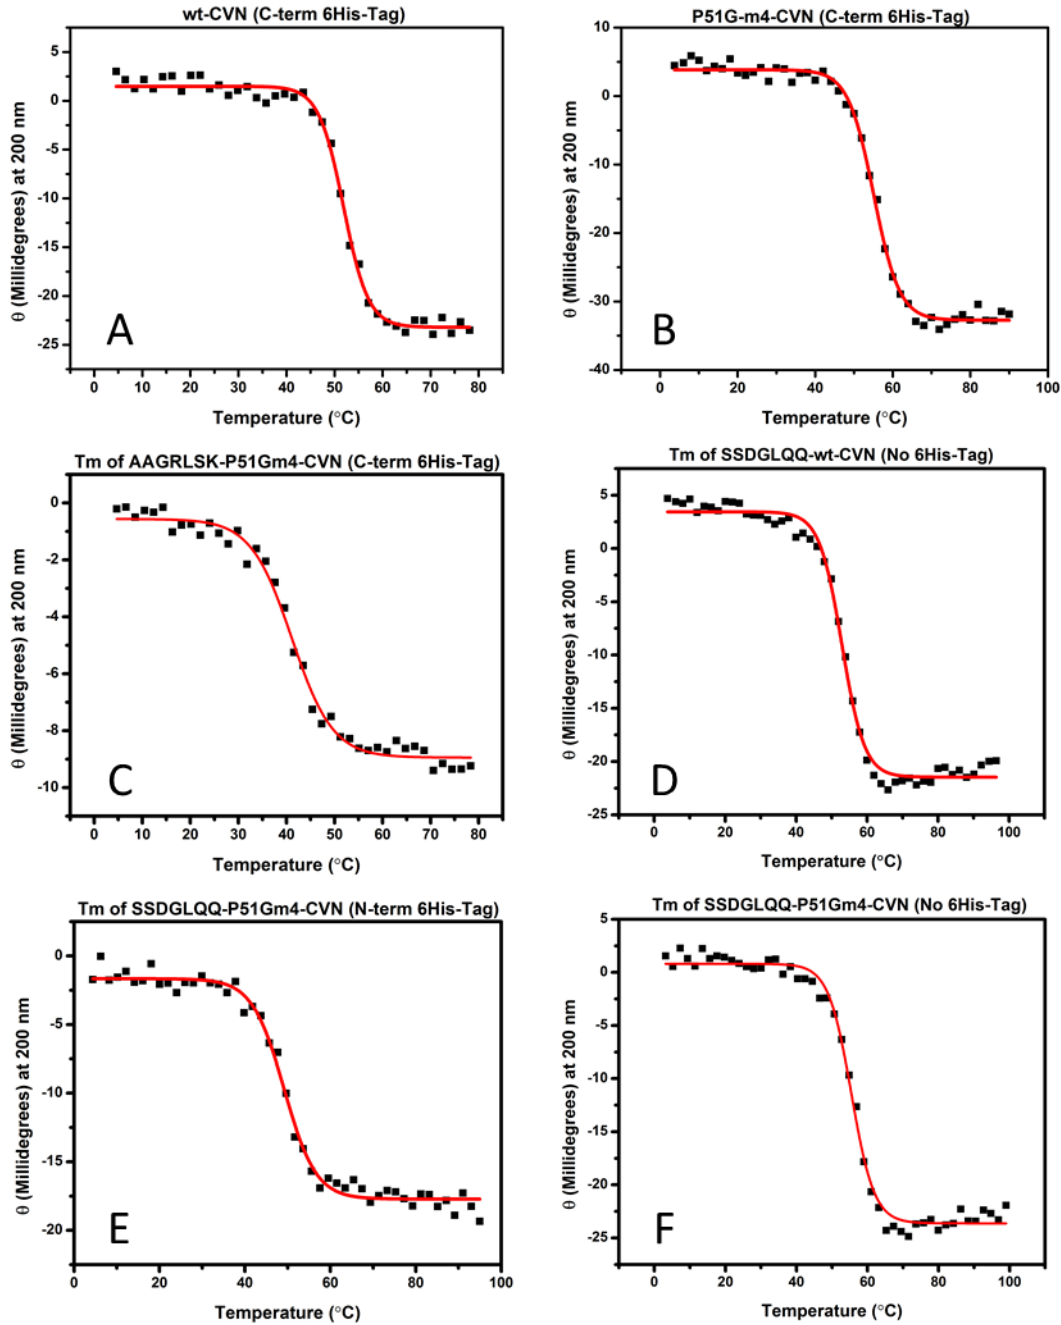 wt-CVN (C-term 6His-Tag)
θ (Millidegrees) at 200 nm
5
0
-5
-10
-15
-20
-25
A
0 10 20 30 40 50 60 70 80
Temperature (°C)
P51G-m4-CVN (C-term 6His-Tag)
θ (Millidegrees) at 200 nm
10
0
-10
-20
-30
-40
B
0 20 40 60 80 100
Temperature (°C)
Tm of AAGRLSK-P51Gm4-CVN (C-term 6His-Tag)
θ (Millidegrees) at 200 nm
0
-2
-4
-6
-8
-10
C
0 10 20 30 40 50 60 70 80
Temperature (°C)
Tm of SSDGLQQ-wt-CVN (No 6His-Tag)
θ (Millidegrees) at 200 nm
5
0
-5
-10
-15
-20
-25
D
0 20 40 60 80 100
Temperature (°C)
Tm of SSDGLQQ-P51Gm4-CVN (N-term 6His-Tag)
θ (Millidegrees) at 200 nm
0
-5
-10
-15
-20
E
0 20 40 60 80 100
Temperature (°C)
Tm of SSDGLQQ-P51Gm4-CVN (No 6His-Tag)
θ (Millidegrees) at 200 nm
5
0
-5
-10
-15
-20
-25
F
0 20 40 60 80 100
Temperature (°C)